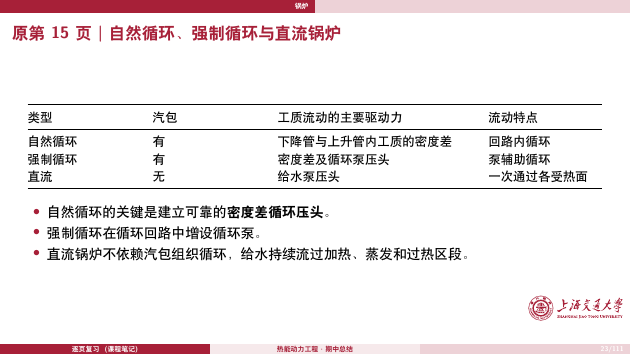 锅炉
原第 15 页 | 自然循环、强制循环与直流锅炉
类型 汽包 工质流动的主要驱动力 流动特点
自然循环 有 下降管与上升管内工质的密度差 回路内循环
强制循环 有 密度差及循环泵压头 泵辅助循环
直流 无 给水泵压头 一次通过各受热面
自然循环的关键是建立可靠的密度差循环压头。
强制循环在循环回路中增设循环泵。
直流锅炉不依赖汽包组织循环，给水持续流过加热、蒸发和过热区段。
上海交通大学
SHANGHAI JIAO TONG UNIVERSITY
逐页复习（课程笔记） 热能动力工程 · 期中总结 23/111